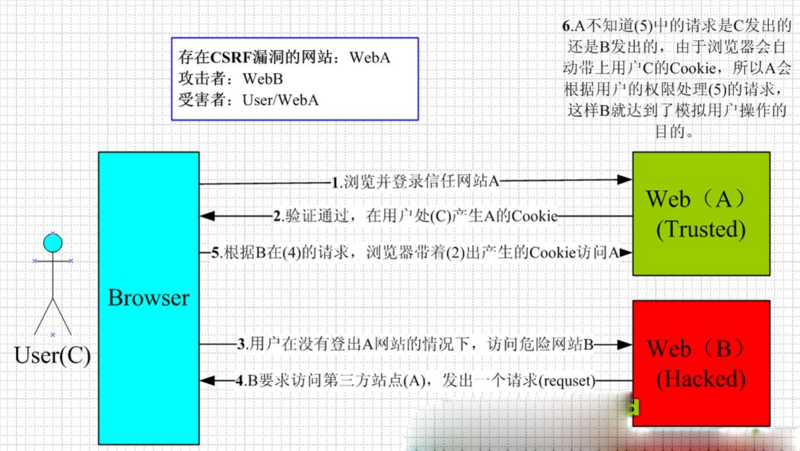 存在CSRF漏洞的网站：WebA
攻击者：WebB
受害者：User/WebA
6.A不知道(5)中的请求是C发出的
还是B发出的，由于浏览器会自
动带上用户C的Cookie，所以A会
根据用户的权限处理(5)的请求，
这样B就达到了模拟用户操作的
目的。
1.浏览并登录信任网站A
2.验证通过，在用户处(C)产生A的Cookie
5.根据B在(4)的请求，浏览器带着(2)出产生的Cookie访问A
Web（A）
(Trusted)
Browser
User(C)
3.用户在没有登出A网站的情况下，访问危险网站B
4.B要求访问第三方站点(A)，发出一个请求(requset)
Web（B）
(Hacked)